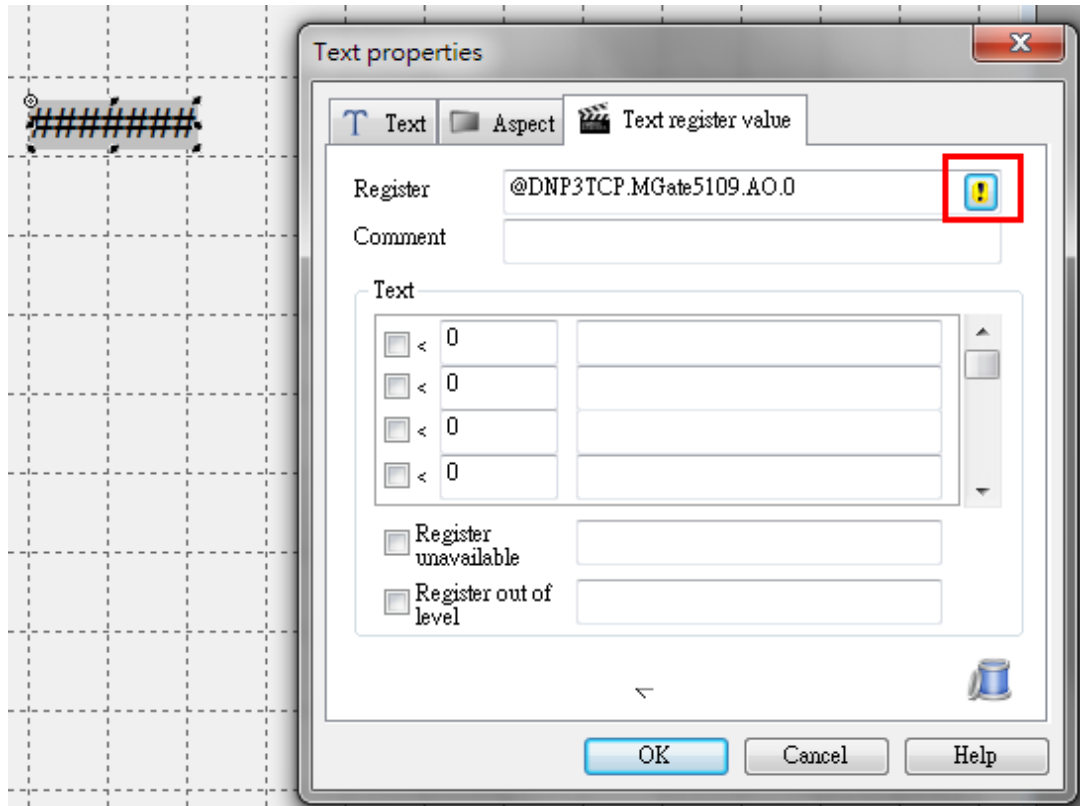 Text properties
#######
Text Aspect Text register value
Register @DNP3TCP.MGate5109.AO.0
Comment
Text
< 0
< 0
< 0
< 0
Register
unavailable
Register out of
level
OK Cancel Help